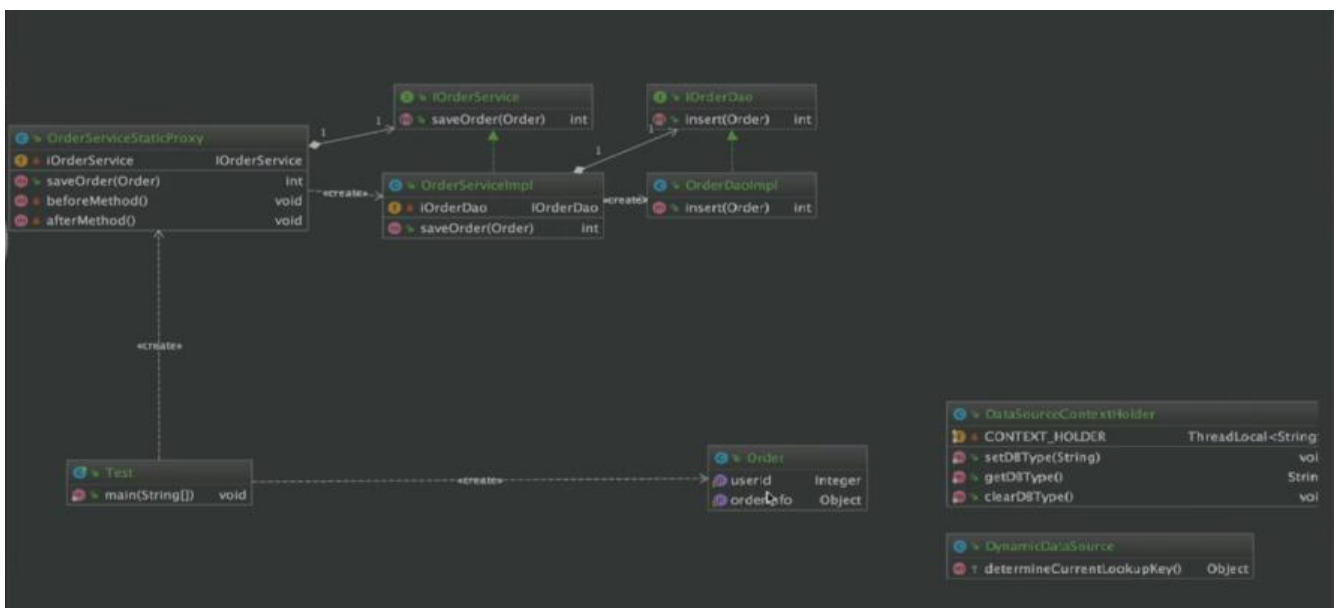 IOrderService
saveOrder(Order) int
IOrderDao
insert(Order) int
OrderServiceStaticProxy
iOrderService IOrderService
saveOrder(Order) int
beforeMethod() void
afterMethod() void
1
1
1
1
«create»
OrderServiceImpl
iOrderDao IOrderDao
saveOrder(Order) int
«create»
OrderDaoImpl
insert(Order) int
«create»
Test
main(String[]) void
«create»
Order
userId Integer
Object
DataSourceContextHolder
CONTEXT_HOLDER ThreadLocal<String
setDBType(String) voi
getDBType() Strin
clearDBType() voi
DynamicDataSource
determineCurrentLookupKey() Object